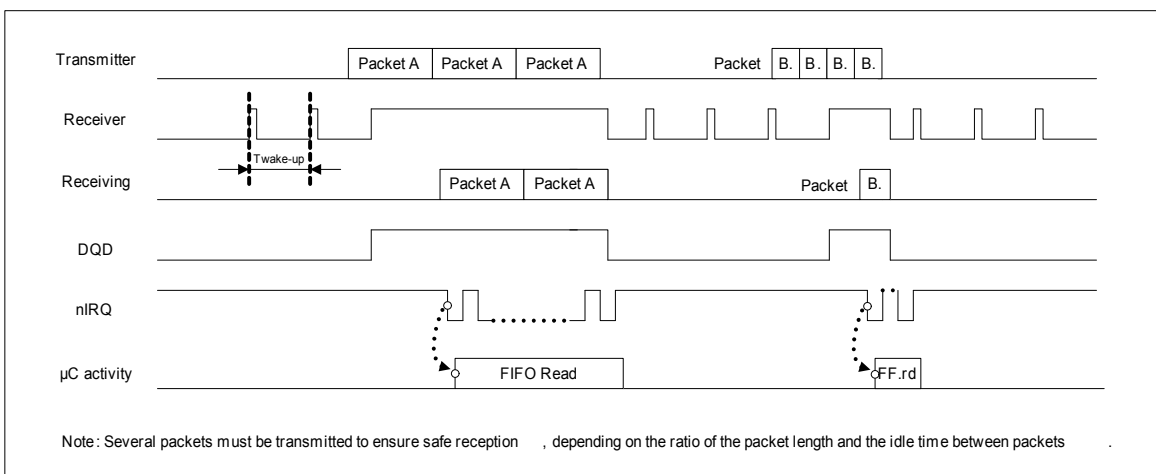 Transmitter
Packet A Packet A Packet A
Packet B. B. B. B.
Receiver
Twake-up
Receiving
Packet A Packet A
Packet B.
DQD
nIRQ
µC activity
FIFO Read
FF.rd
Note: Several packets must be transmitted to ensure safe reception , depending on the ratio of the packet length and the idle time between packets .